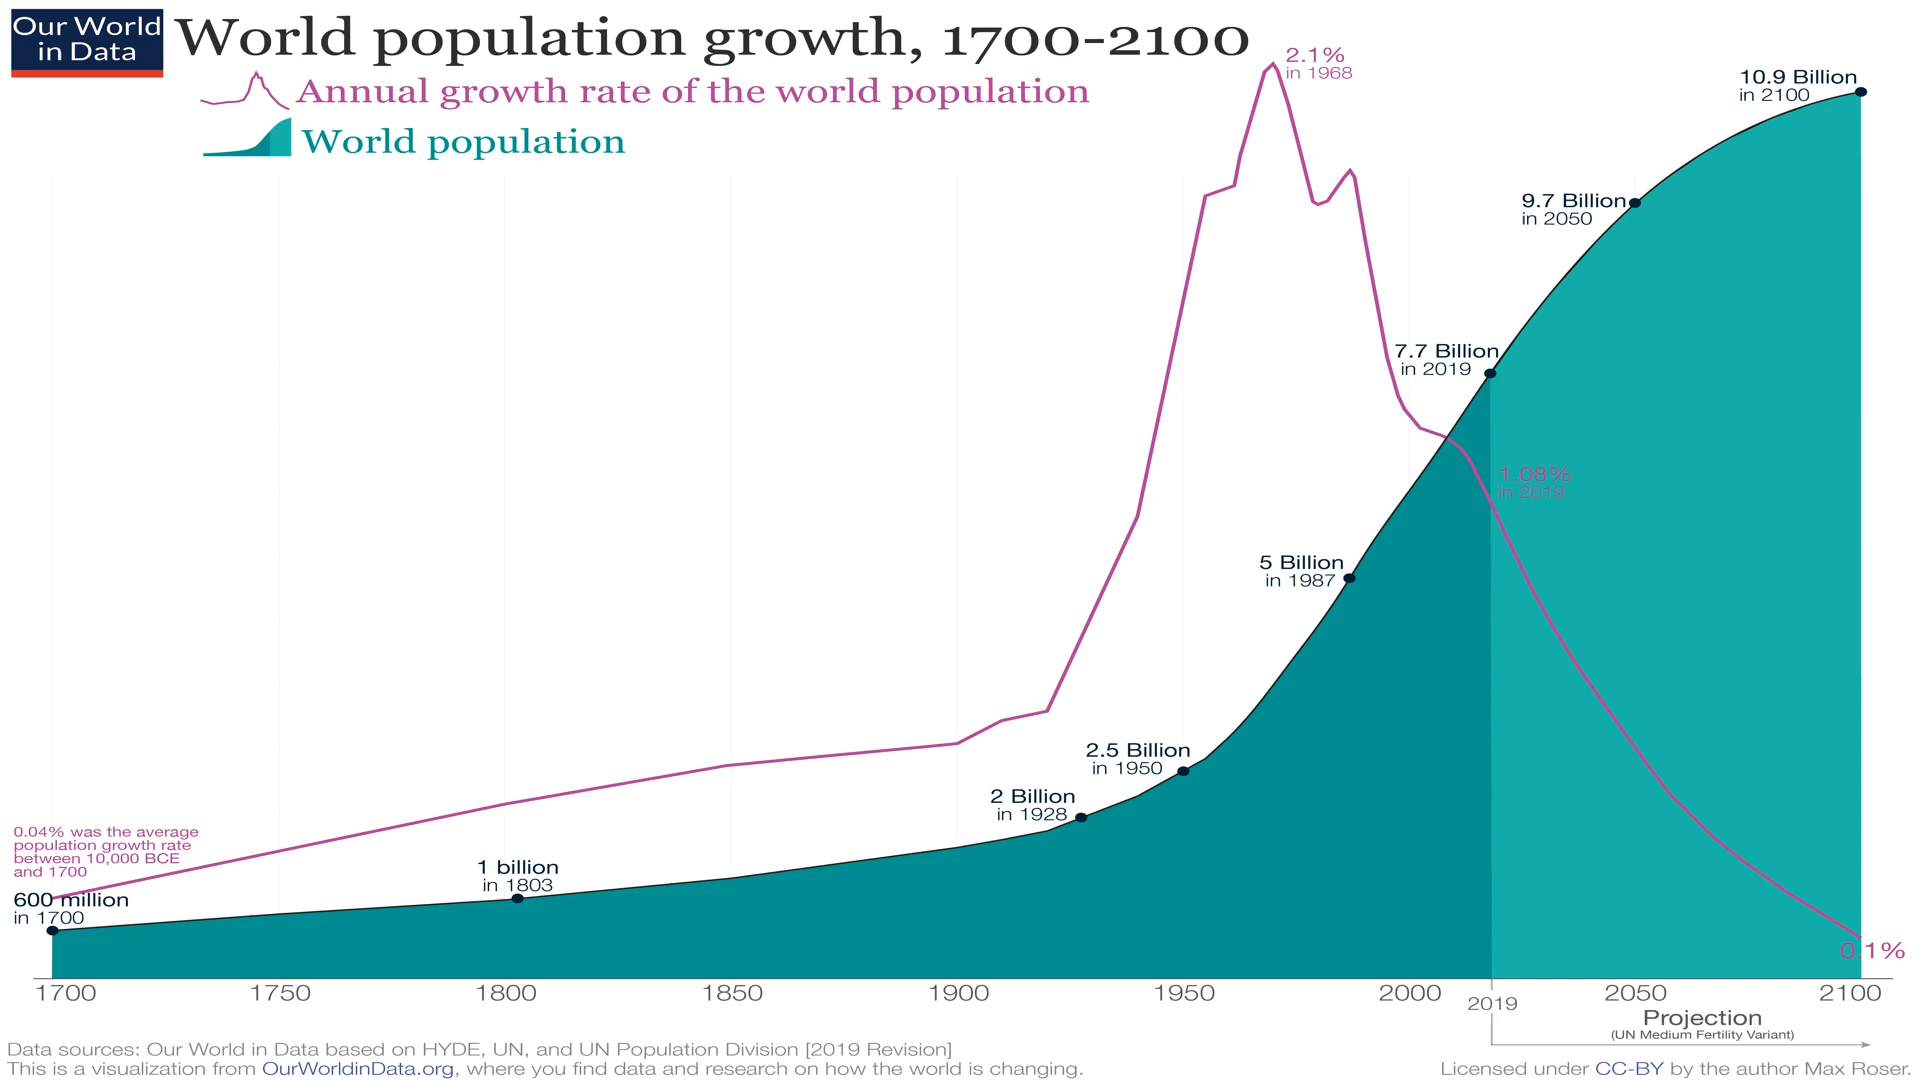 Our World
in Data
World population growth, 1700-2100
Annual growth rate of the world population
World population
2.1%
in 1968
10.9 Billion
in 2100
9.7 Billion
in 2050
7.7 Billion
in 2019
1.08%
in 2019
5 Billion
in 1987
2.5 Billion
in 1950
2 Billion
in 1928
0.04% was the average
population growth rate
between 10,000 BCE
and 1700
1 billion
in 1803
600 million
in 1700
0.1%
1700 1750 1800 1850 1900 1950 2000 2019 2050 2100
Projection
(UN Medium Fertility Variant)
Data sources: Our World in Data based on HYDE, UN, and UN Population Division [2019 Revision]
This is a visualization from OurWorldinData.org, where you find data and research on how the world is changing.
Licensed under CC-BY by the author Max Roser.